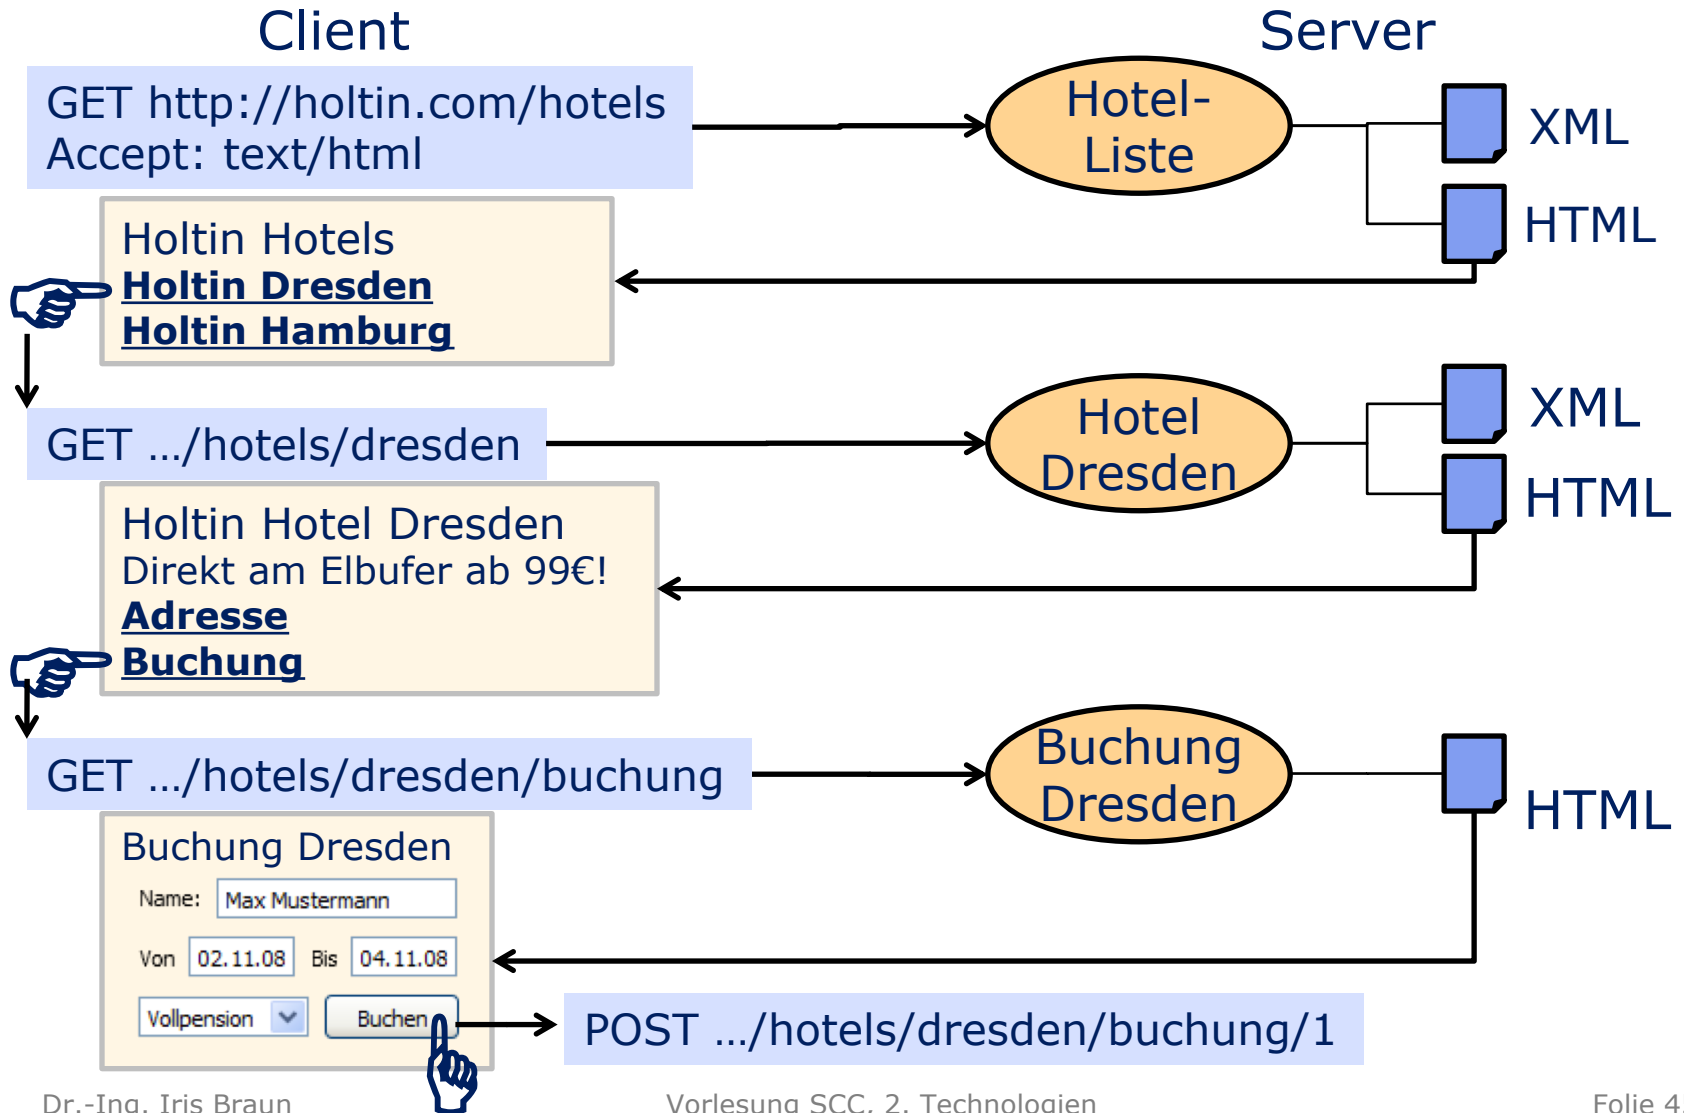 Client
Server
GET http://holtin.com/hotels
Accept: text/html
Hotel-
Liste
XML
HTML
Holtin Hotels
Holtin Dresden
Holtin Hamburg
GET …/hotels/dresden
Hotel
Dresden
XML
HTML
Holtin Hotel Dresden
Direkt am Elbufer ab 99€!
Adresse
Buchung
GET …/hotels/dresden/buchung
Buchung
Dresden
HTML
Buchung Dresden
Name: Max Mustermann
Von 02.11.08 Bis 04.11.08
Vollpension Buchen
POST …/hotels/dresden/buchung/1
Dr.-Ing. Iris Braun
Vorlesung SCC, 2. Technologien
Folie 4